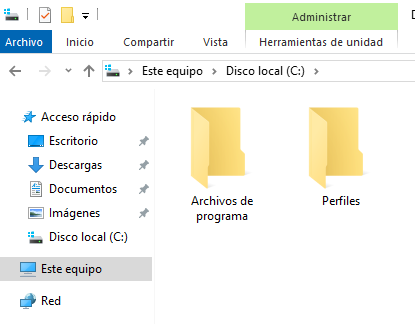 Administrar
Archivo Inicio Compartir Vista Herramientas de unidad
Este equipo Disco local (C:)
Acceso rápido
Escritorio
Descargas
Documentos
Imágenes
Disco local (C:)
Este equipo
Red
Archivos de
programa
Perfiles